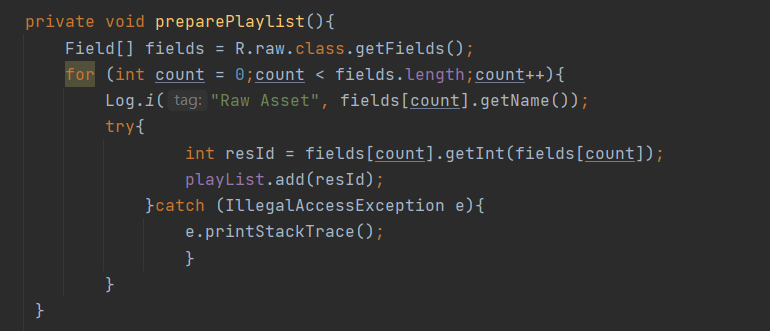 private void preparePlaylist(){
Field[] fields = R.raw.class.getFields();
for (int count = 0;count < fields.length;count++){
Log.i( tag: "Raw Asset", fields[count].getName());
try{
int resId = fields[count].getInt(fields[count]);
playList.add(resId);
}catch (IllegalAccessException e){
e.printStackTrace();
}
}
}